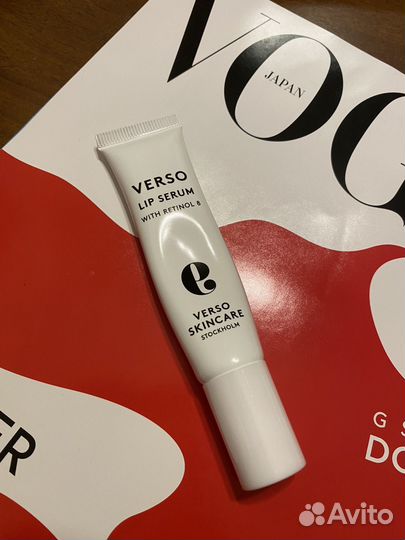 VOG
JAPAN
VERSO
LIP SERUM
WITH RETINOL 8
VERSO
SKINCARE
STOCKHOLM
ER
G S
DO
Avito